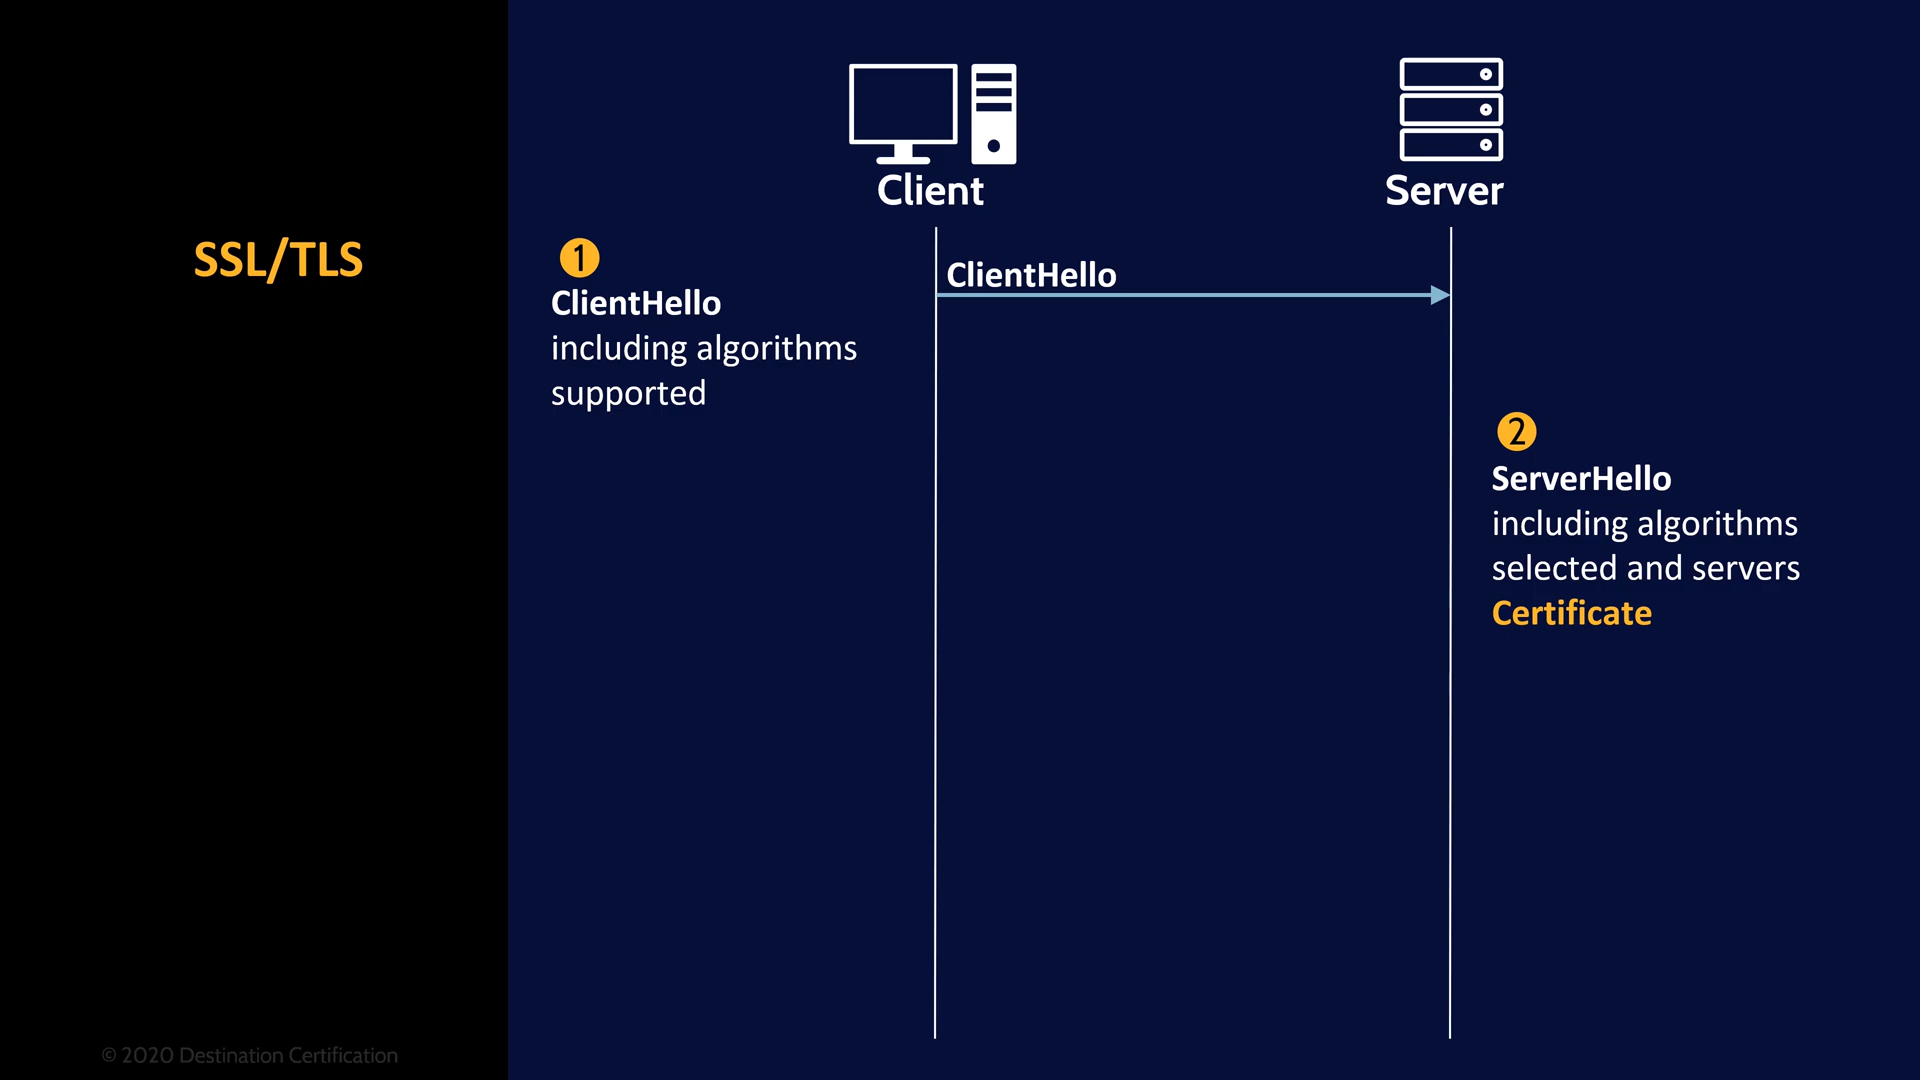 Client
Server
SSL/TLS
1
ClientHello
including algorithms
supported
ClientHello
2
ServerHello
including algorithms
selected and servers
Certificate
© 2020 Destination Certification